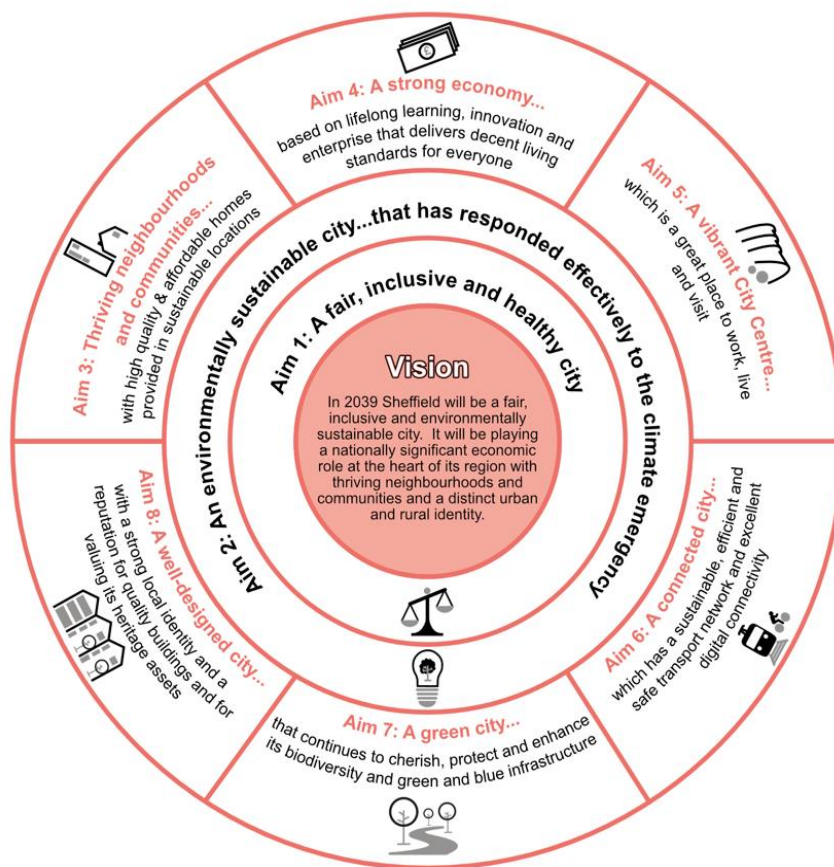 Vision
In 2039 Sheffield will be a fair,
inclusive and environmentally
sustainable city. It will be playing
a nationally significant economic
role at the heart of its region with
thriving neighbourhoods and
communities and a distinct urban
and rural identity.
Aim 1: A fair, inclusive and healthy city
Aim 2: An environmentally sustainable city...that has responded effectively to the climate emergency
Aim 3: Thriving neighbourhoods
and communities...
with high quality & affordable homes
provided in sustainable locations
£
Aim 4: A strong economy...
based on lifelong learning, innovation and
enterprise that delivers decent living
standards for everyone
Aim 5: A vibrant City Centre...
which is a great place to work, live
and visit
Aim 6: A connected city...
which has a sustainable, efficient and
safe transport network and excellent
digital connectivity
Aim 7: A green city...
that continues to cherish, protect and enhance
its biodiversity and green and blue infrastructure
Aim 8: A well-designed city...
with a strong local identity and a
reputation for quality buildings and for
valuing its heritage assets